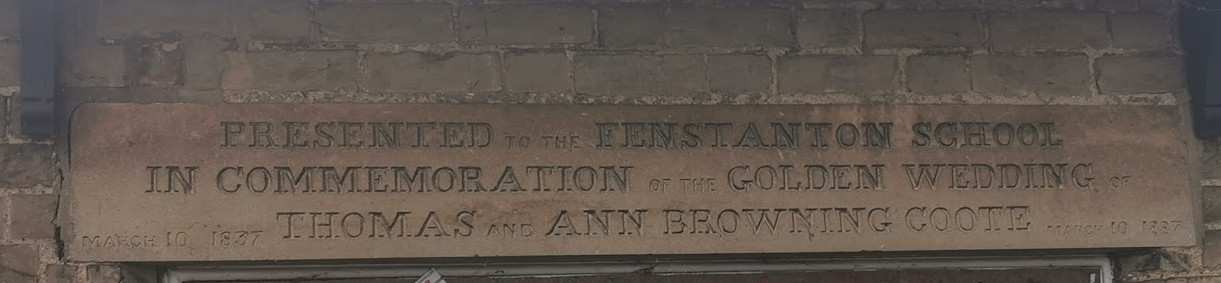 PRESENTED TO THE FENSTANTON SCHOOL
IN COMMEMORATION OF THE GOLDEN WEDDING OF
MARCH 10 1837 THOMAS AND ANN BROWNING COOTE MARCH 10 1887